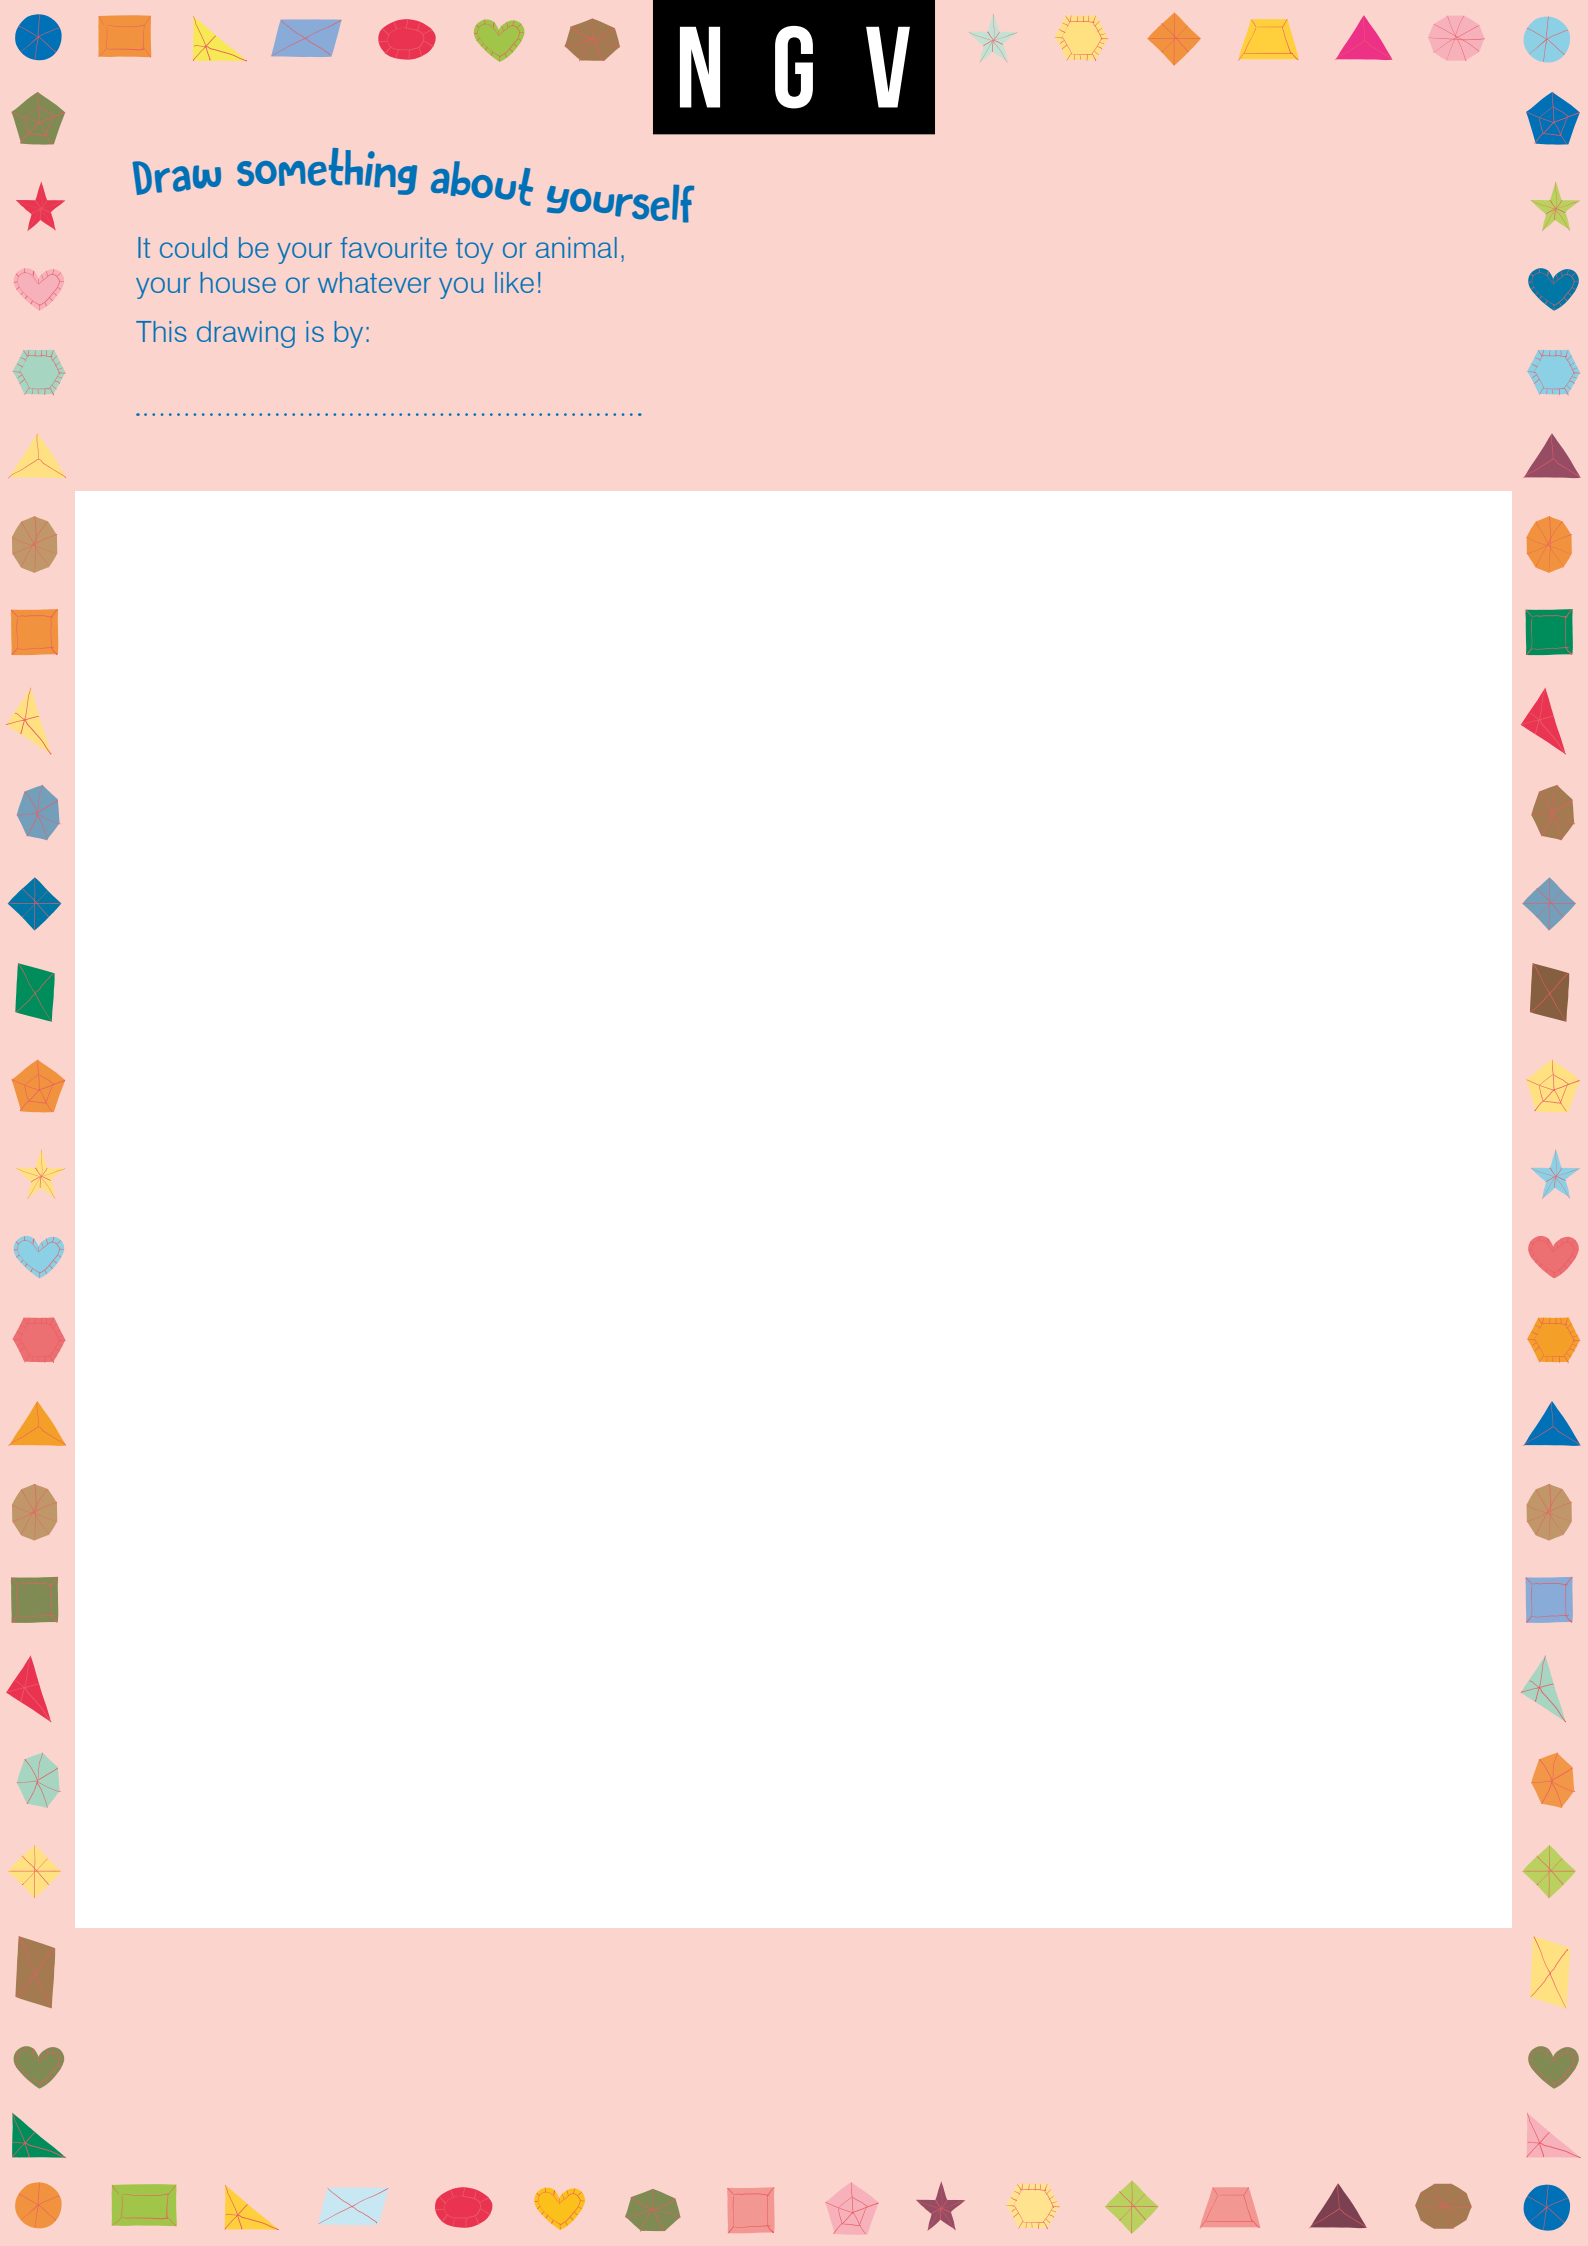 NGV
Draw something about yourself
It could be your favourite toy or animal,
your house or whatever you like!
This drawing is by: